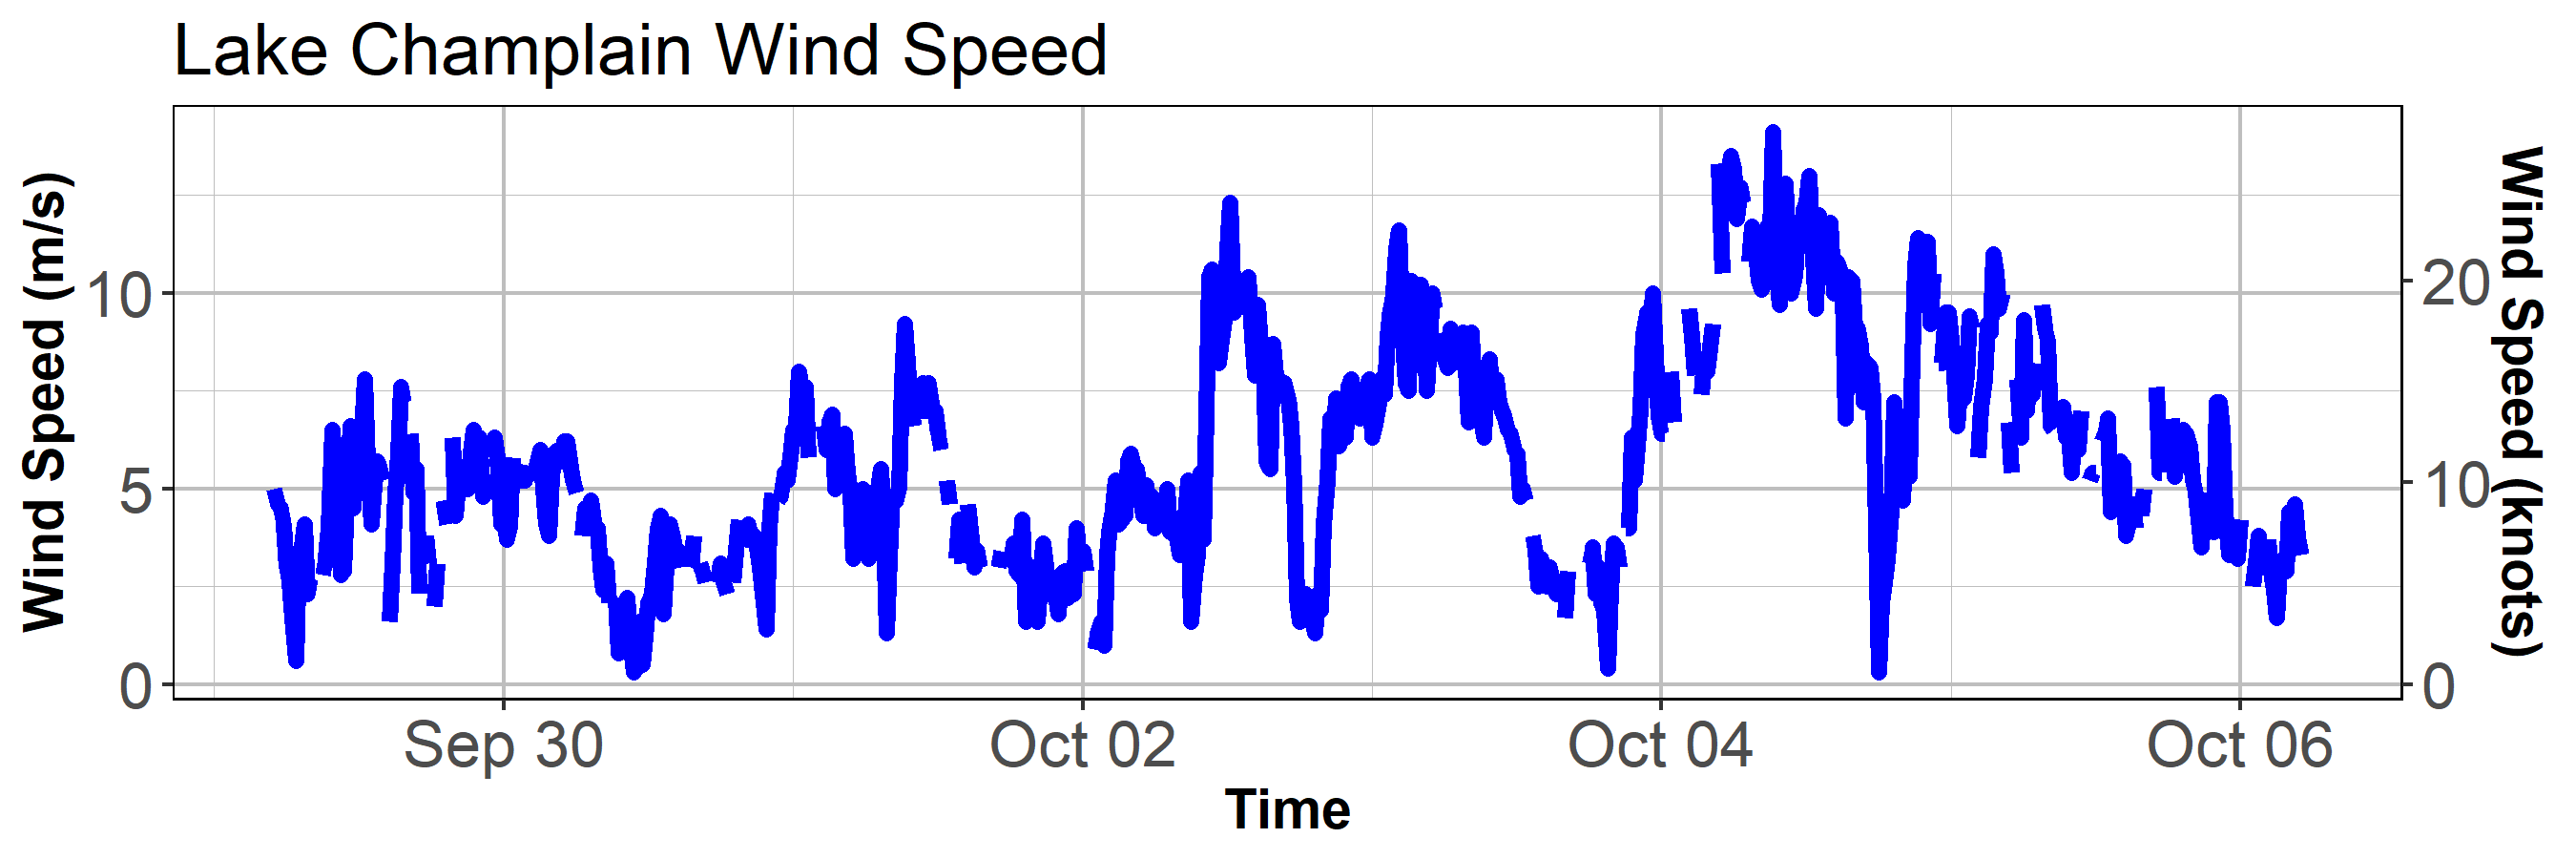 Lake Champlain Wind Speed
Wind Speed (m/s)
10
5
0
20
10
0
Wind Speed (knots)
Sep 30
Oct 02
Oct 04
Oct 06
Time